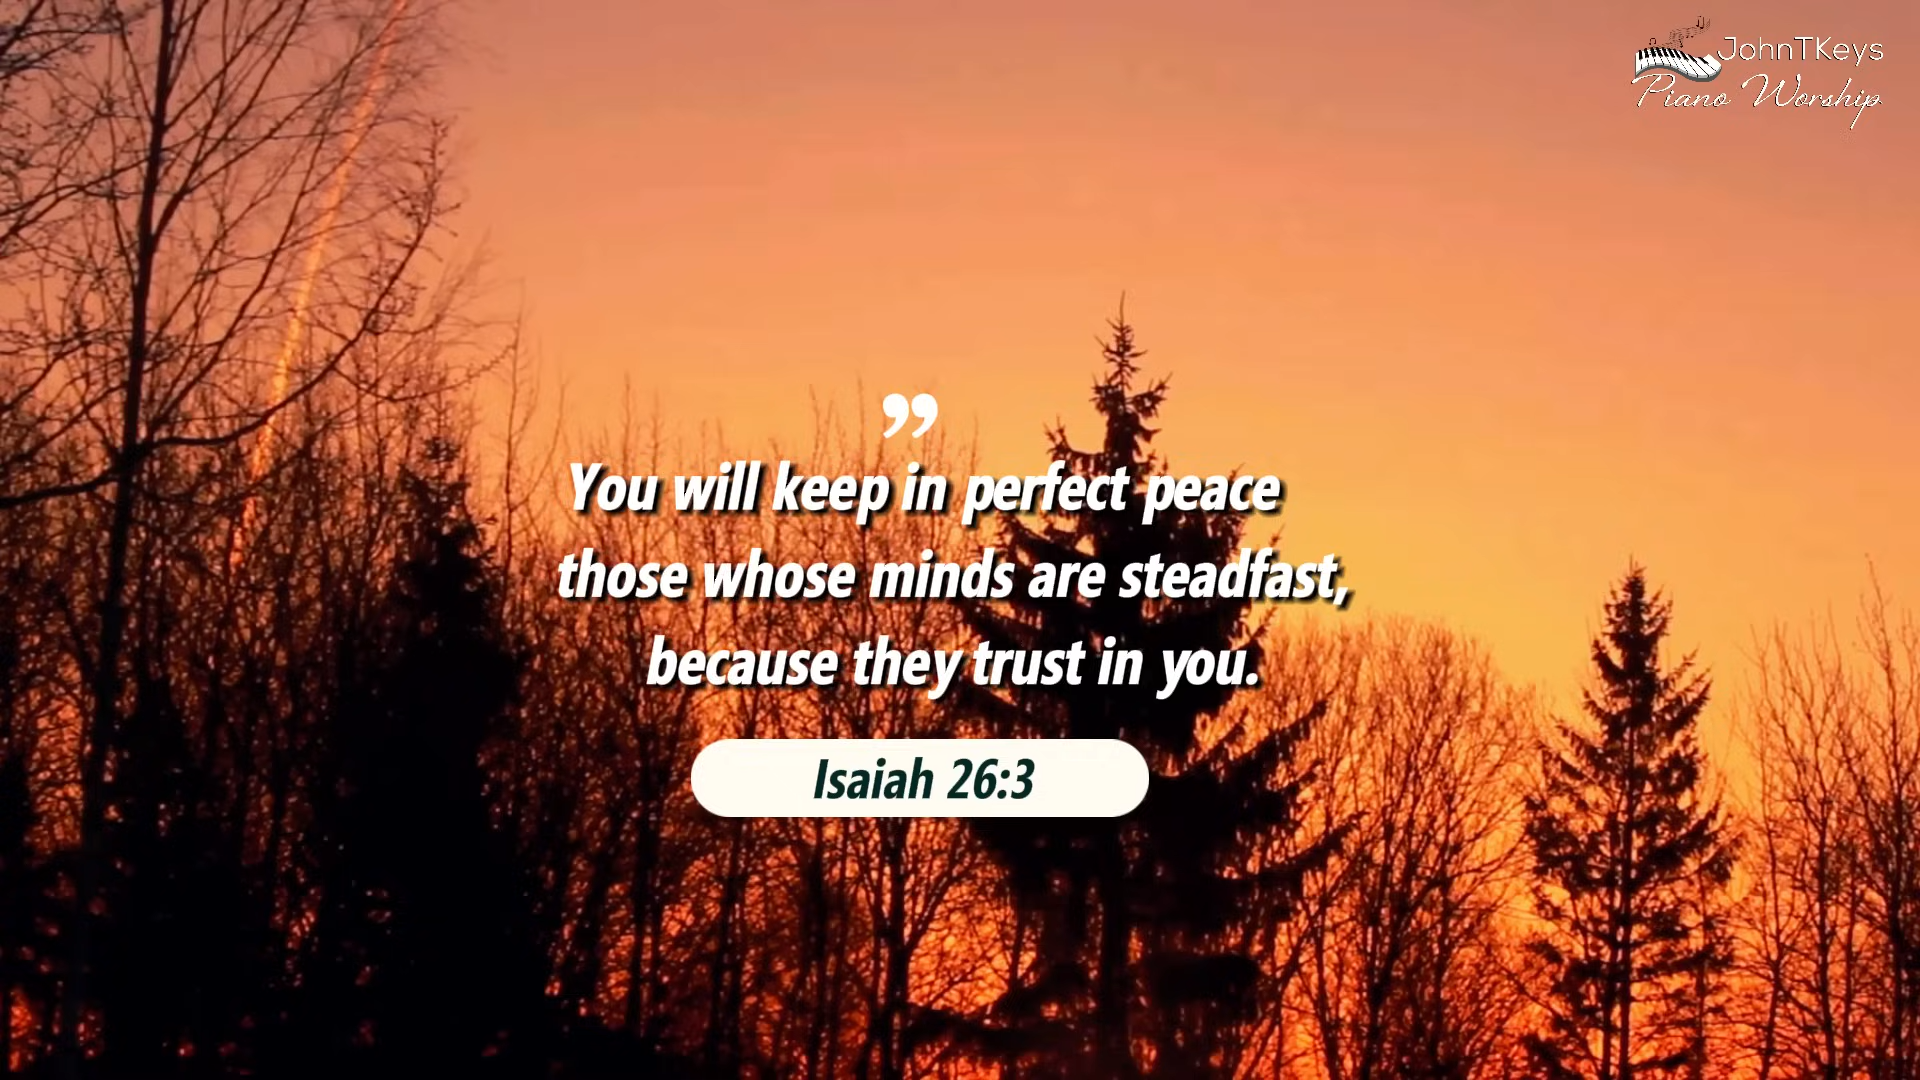 JohnTKeys
Piano Worship
”
You will keep in perfect peace
those whose minds are steadfast,
because they trust in you.
Isaiah 26:3